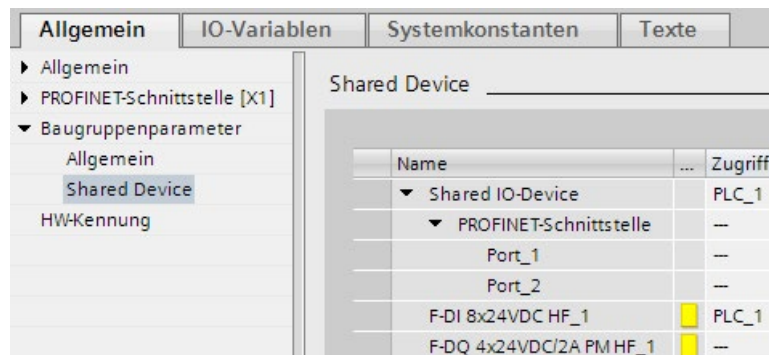 Allgemein IO-Variablen Systemkonstanten Texte
Allgemein
PROFINET-Schnittstelle [X1]
Baugruppenparameter
Allgemein
Shared Device
HW-Kennung
Shared Device
Name ... Zugriff
Shared IO-Device PLC_1
PROFINET-Schnittstelle ---
Port_1 ---
Port_2 ---
F-DI 8x24VDC HF_1 PLC_1
F-DQ 4x24VDC/2A PM HF_1 ---